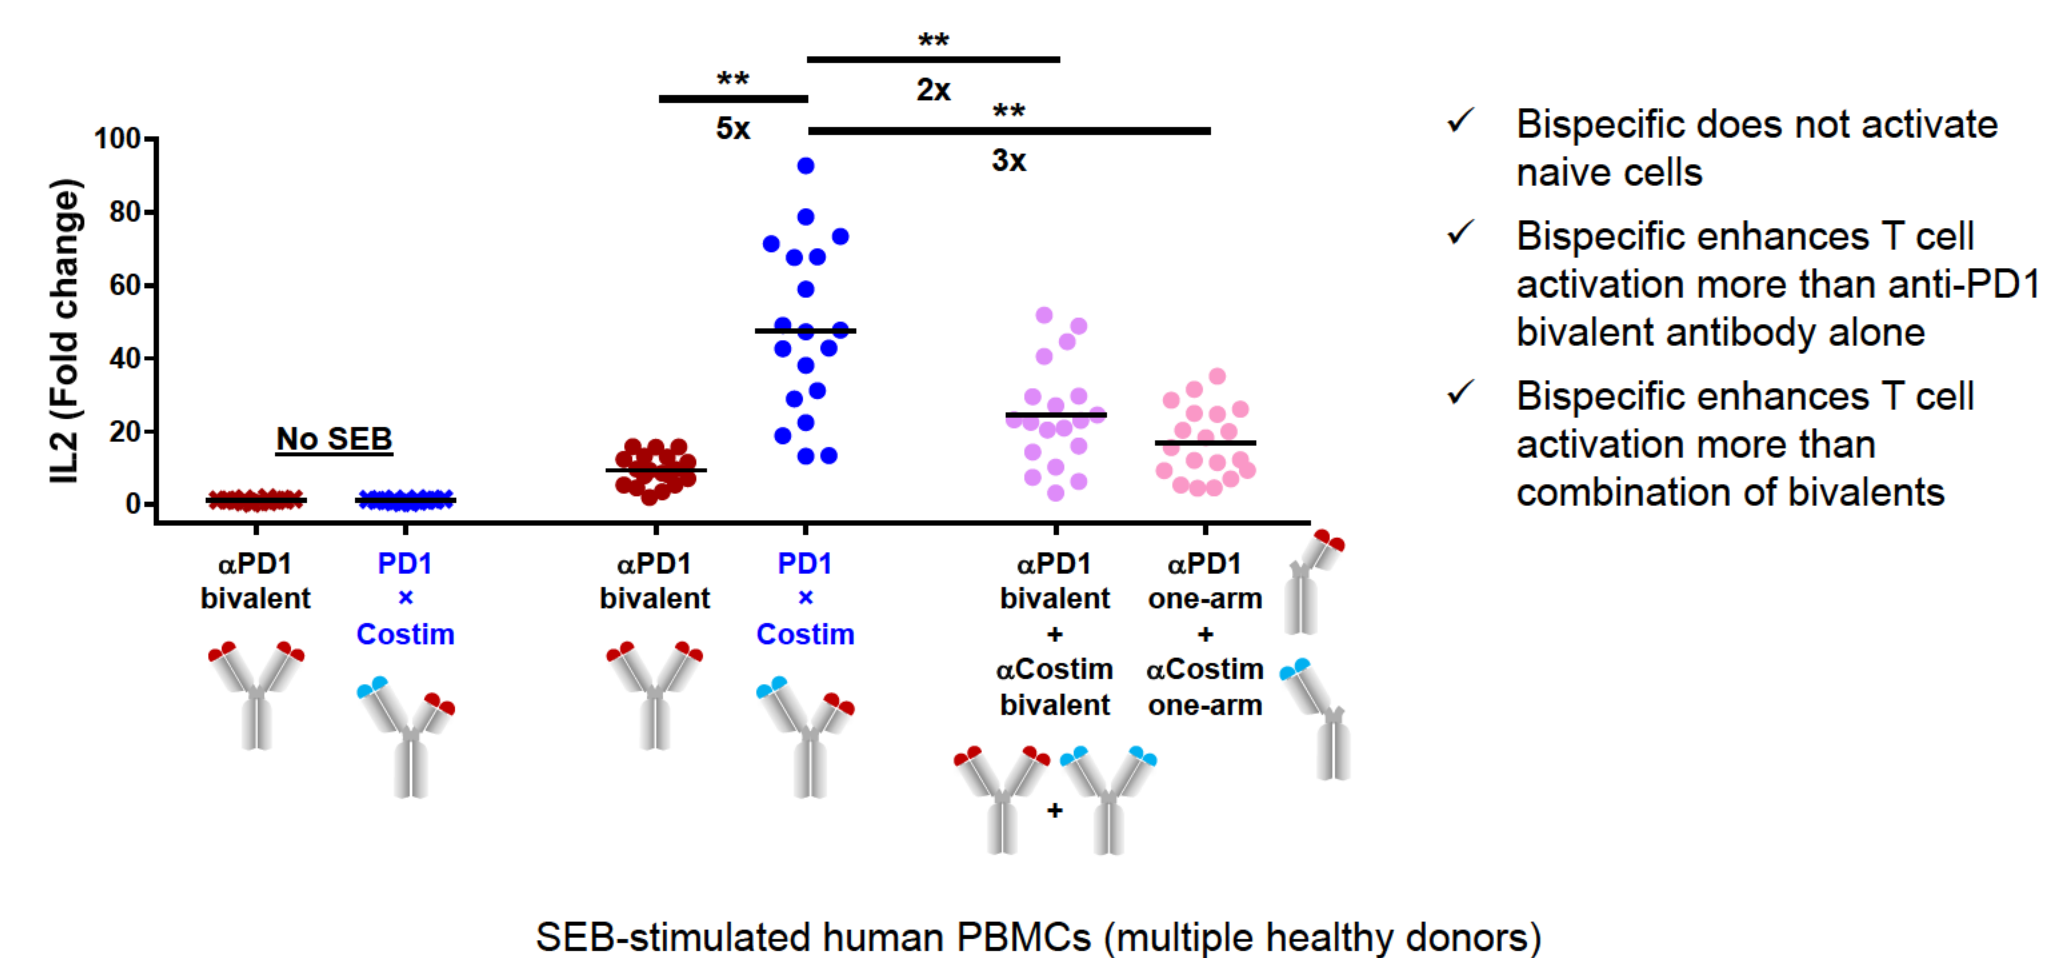 **
2x
**
5x
**
3x
100
80
60
40
20
0
IL2 (Fold change)
No SEB
αPD1
bivalent
PD1
×
Costim
αPD1
bivalent
PD1
×
Costim
αPD1
bivalent
+
αCostim
bivalent
αPD1
one-arm
+
αCostim
one-arm
+
✓ Bispecific does not activate
naive cells
✓ Bispecific enhances T cell
activation more than anti-PD1
bivalent antibody alone
✓ Bispecific enhances T cell
activation more than
combination of bivalents
SEB-stimulated human PBMCs (multiple healthy donors)